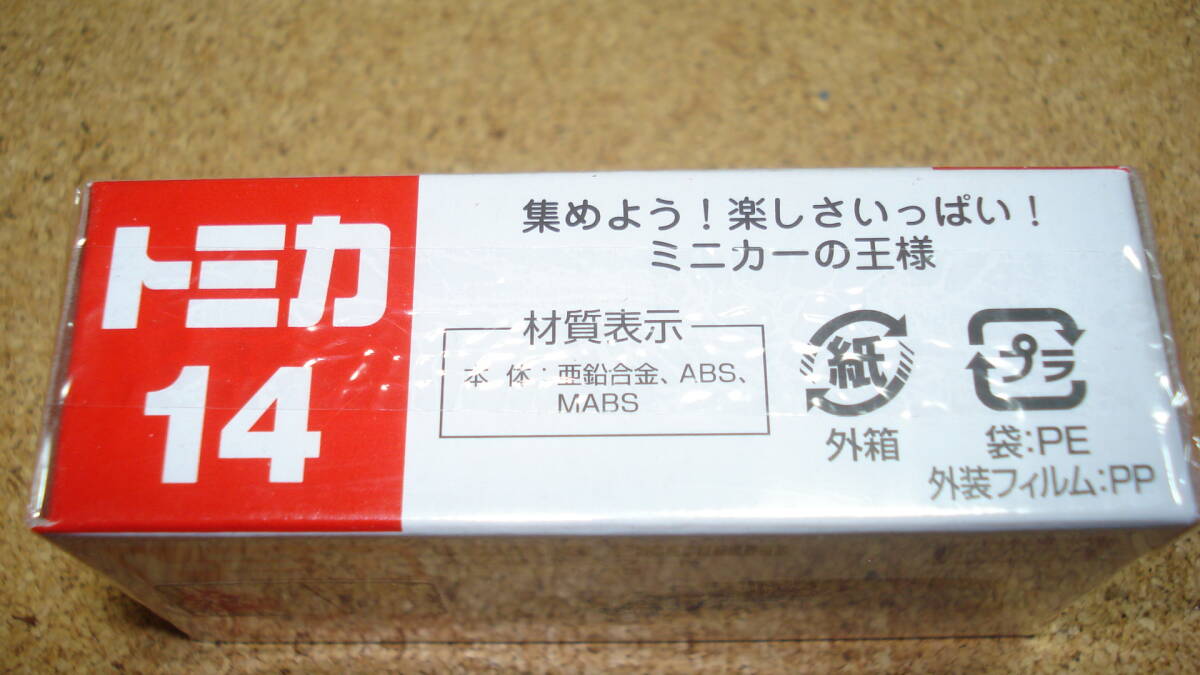 トミカ
14
集めよう!楽しさいっぱい!
ミニカーの王様
材質表示
本 体:亜鉛合金、ABS、
MABS
紙
外箱
プラ
袋:PE
外装フィルム:PP